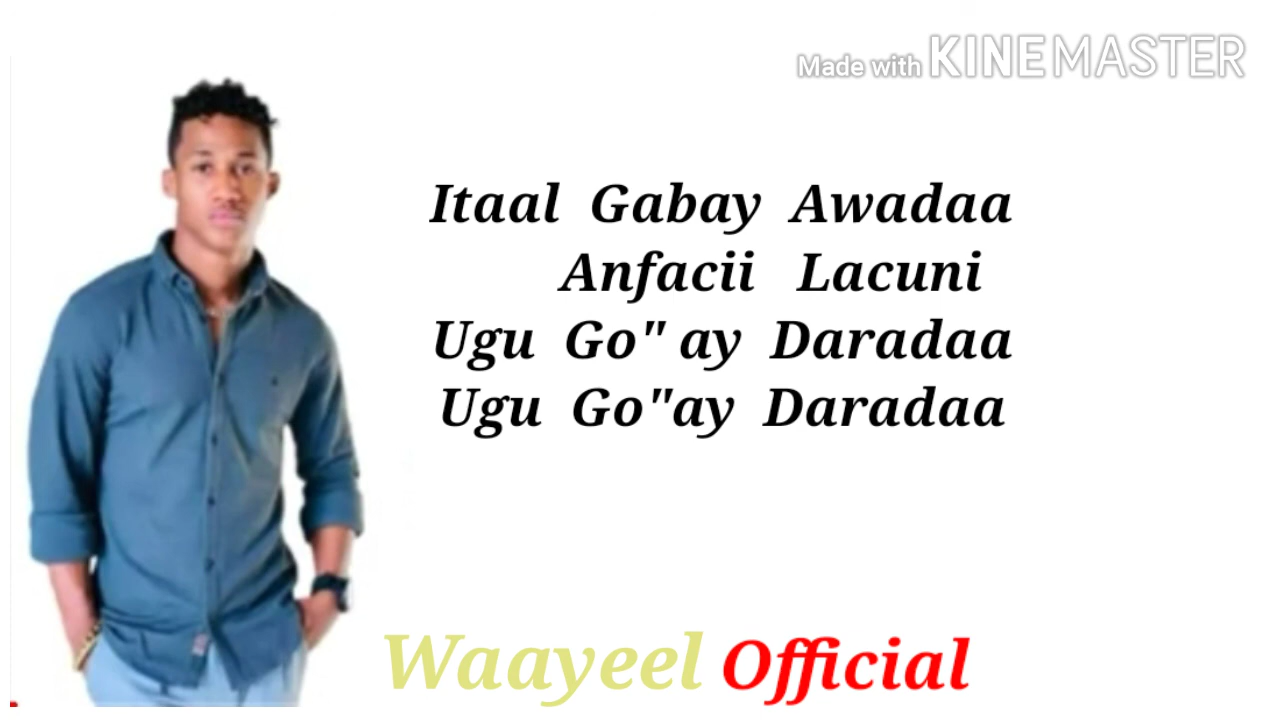 Made with KINEMASTER
Itaal Gabay Awadaa
Anfacii Lacuni
Ugu Go" ay Daradaa
Ugu Go"ay Daradaa
Waayeel Official